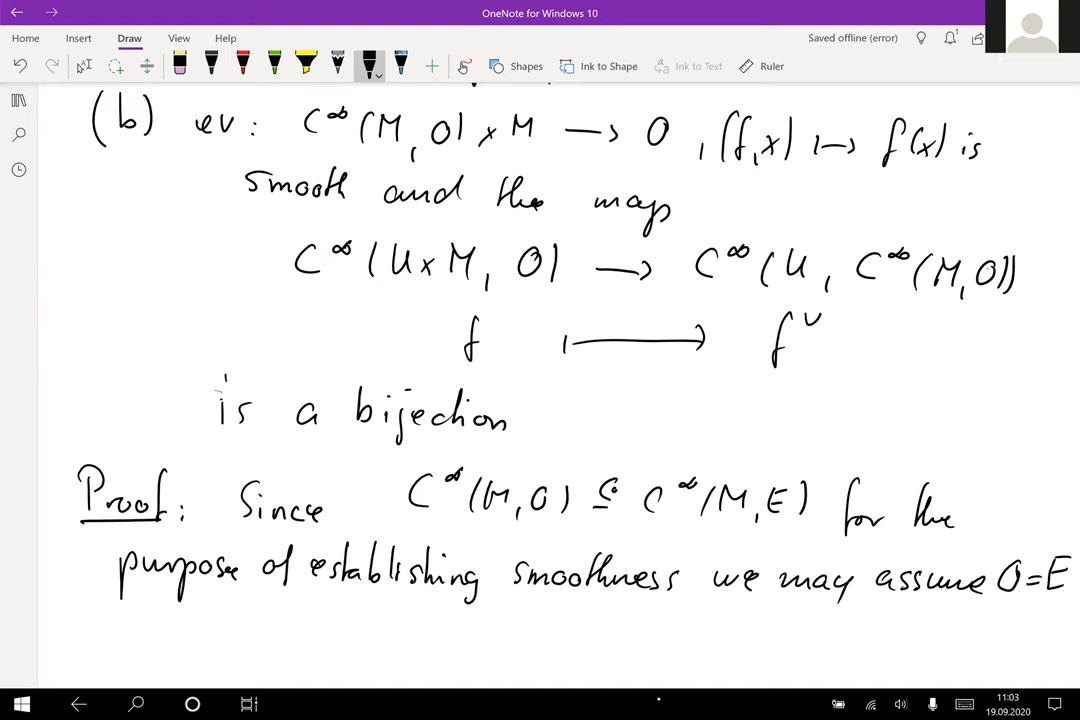 OneNote for Windows 10
Home Insert Draw View Help
Saved offline (error)
Shapes Ink to Shape Ink to Text Ruler
(b) ev: C^∞(M, O) × M → O, (f,x) ↦ f(x) is
smooth and the map
C^∞(U×M, O) → C^∞(U, C^∞(M,O))
f ↦ f^∨
is a bijection
Proof: Since C^∞(M,O) ⊆ C^∞(M,E) for the
purpose of establishing smoothness we may assume O=E
11:03
19.09.2020